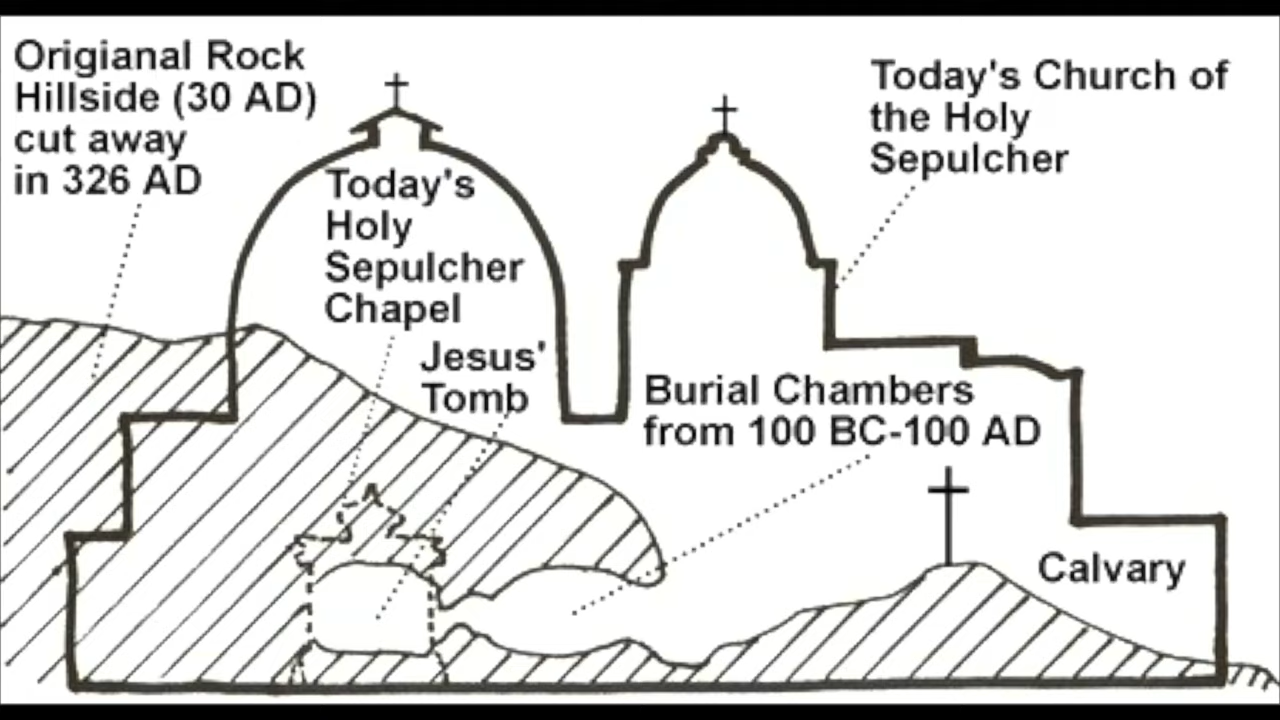 Origianal Rock
Hillside (30 AD)
cut away
in 326 AD
Today's
Holy
Sepulcher
Chapel
Jesus'
Tomb
Today's Church of
the Holy
Sepulcher
Burial Chambers
from 100 BC-100 AD
Calvary